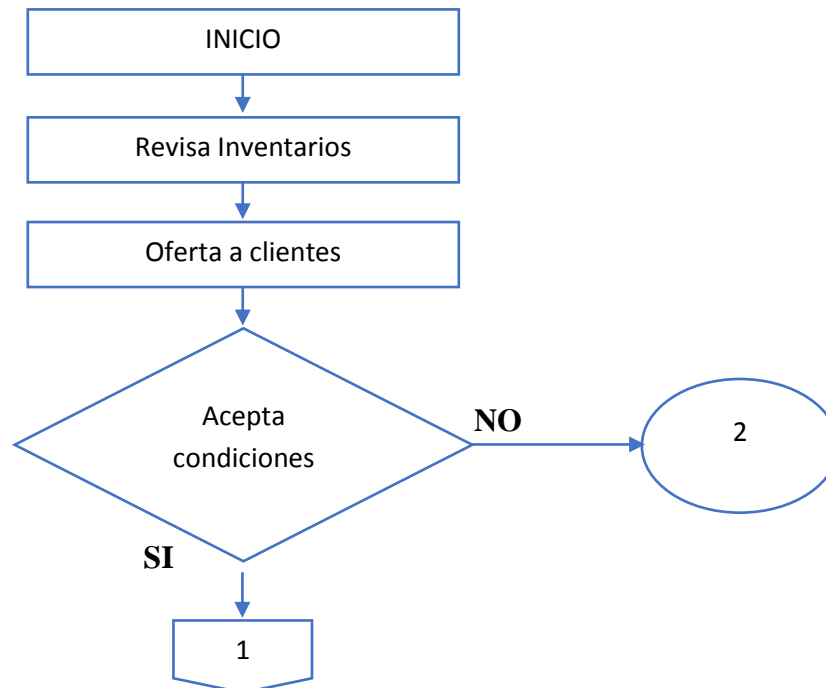 INICIO
Revisa Inventarios
Oferta a clientes
Acepta
condiciones
NO
2
SI
1